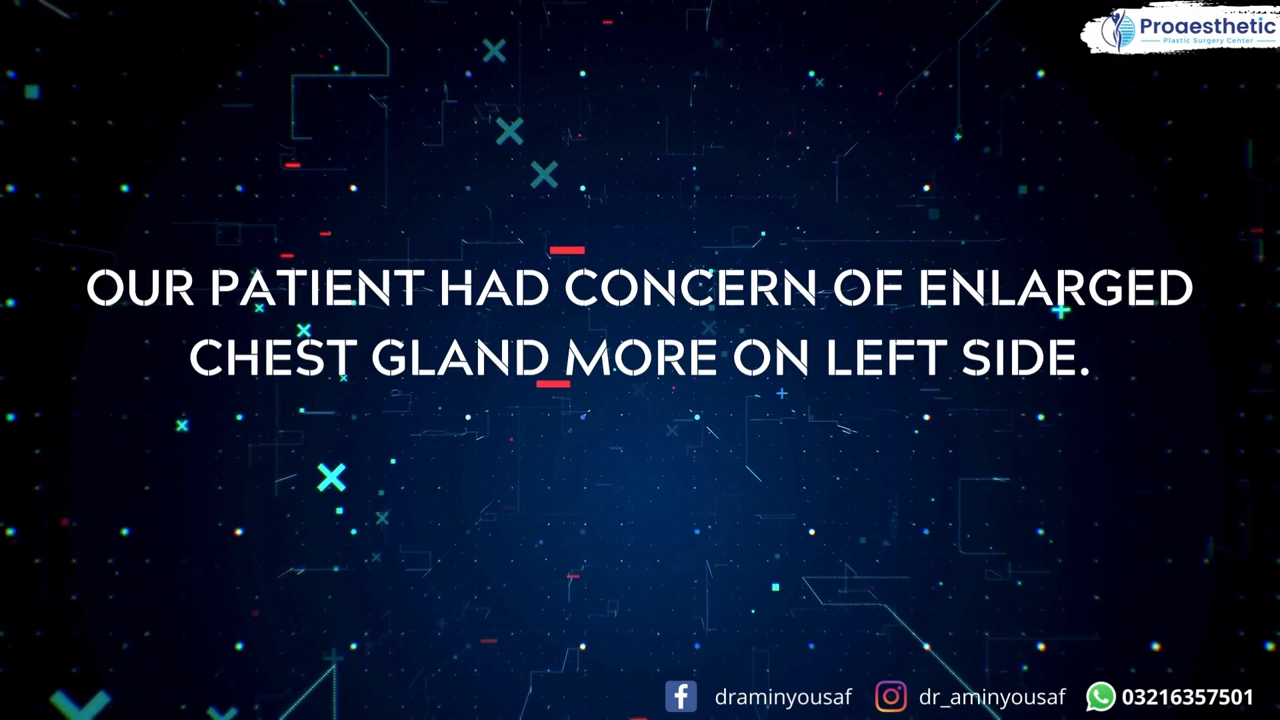 Proaesthetic
Plastic Surgery Center
OUR PATIENT HAD CONCERN OF ENLARGED
CHEST GLAND MORE ON LEFT SIDE.
draminyousaf dr_aminyousaf 03216357501